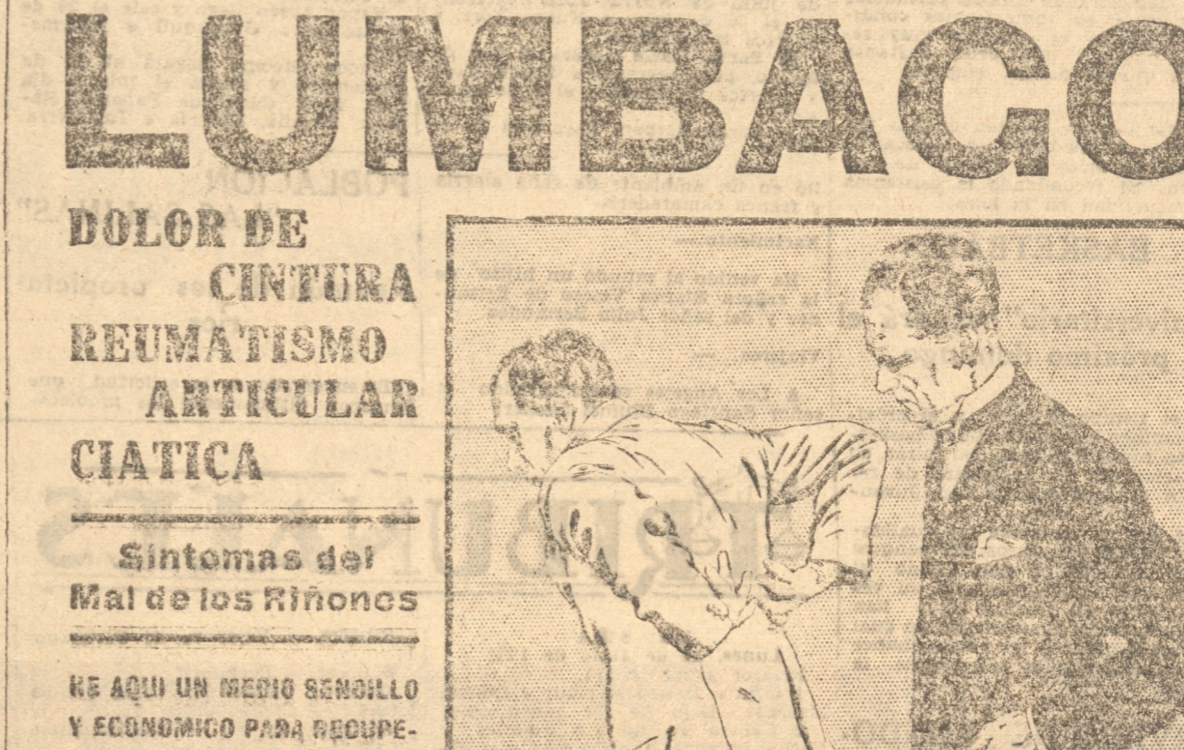 LUMBAGO
DOLOR DE
CINTURA
REUMATISMO
ARTICULAR
CIATICA
Síntomas del
Mal de los Riñones
HE AQUI UN MEDIO SENCILLO
Y ECONOMICO PARA RECUPE-